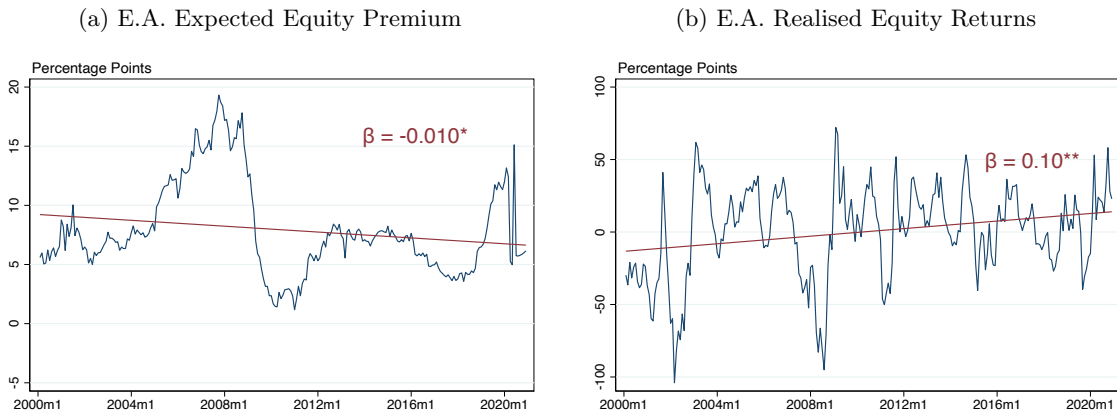 (a) E.A. Expected Equity Premium
Percentage Points
20
15
10
5
0
-5
β = -0.010*
2000m1 2004m1 2008m1 2012m1 2016m1 2020m1
(b) E.A. Realised Equity Returns
Percentage Points
100
50
0
-50
-100
β = 0.10**
2000m1 2004m1 2008m1 2012m1 2016m1 2020m1